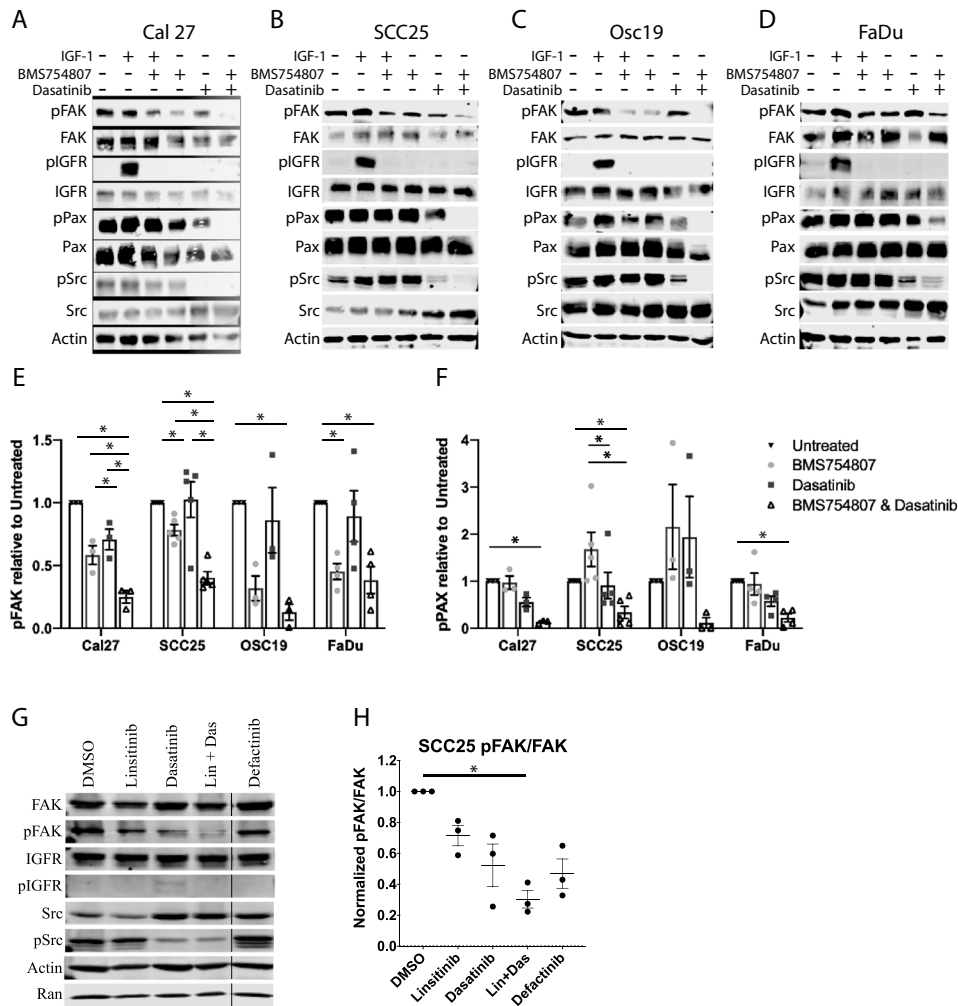 A
Cal 27
IGF-1 - + + - - -
BMS754807 - - + + - +
Dasatinib - - - - + +
pFAK
FAK
pIGFR
IGFR
pPax
Pax
pSrc
Src
Actin
B
SCC25
IGF-1 - + + - - -
BMS754807 - - + + - +
Dasatinib - - - - + +
pFAK
FAK
pIGFR
IGFR
pPax
Pax
pSrc
Src
Actin
C
Osc19
IGF-1 - + + - - -
BMS754807 - - + + - +
Dasatinib - - - - + +
pFAK
FAK
pIGFR
IGFR
pPax
Pax
pSrc
Src
Actin
D
FaDu
IGF-1 - + + - - -
BMS754807 - - + + - +
Dasatinib - - - - + +
pFAK
FAK
pIGFR
IGFR
pPax
Pax
pSrc
Src
Actin
E
pFAK relative to Untreated
1.5
1.0
0.5
0.0
* * * *
* * * *
*
* *
Cal27 SCC25 OSC19 FaDu
F
pPAX relative to Untreated
4
3
2
1
0
*
* * *
*
Cal27 SCC25 OSC19 FaDu
Untreated
BMS754807
Dasatinib
BMS754807 & Dasatinib
G
DMSO
Linsitinib
Dasatinib
Lin + Das
Defactinib
FAK
pFAK
IGFR
pIGFR
Src
pSrc
Actin
Ran
H
SCC25 pFAK/FAK
Normalized pFAK/FAK
1.2
1.0
0.8
0.6
0.4
0.2
0.0
*
DMSO
Linsitinib
Dasatinib
Lin+Das
Defactinib